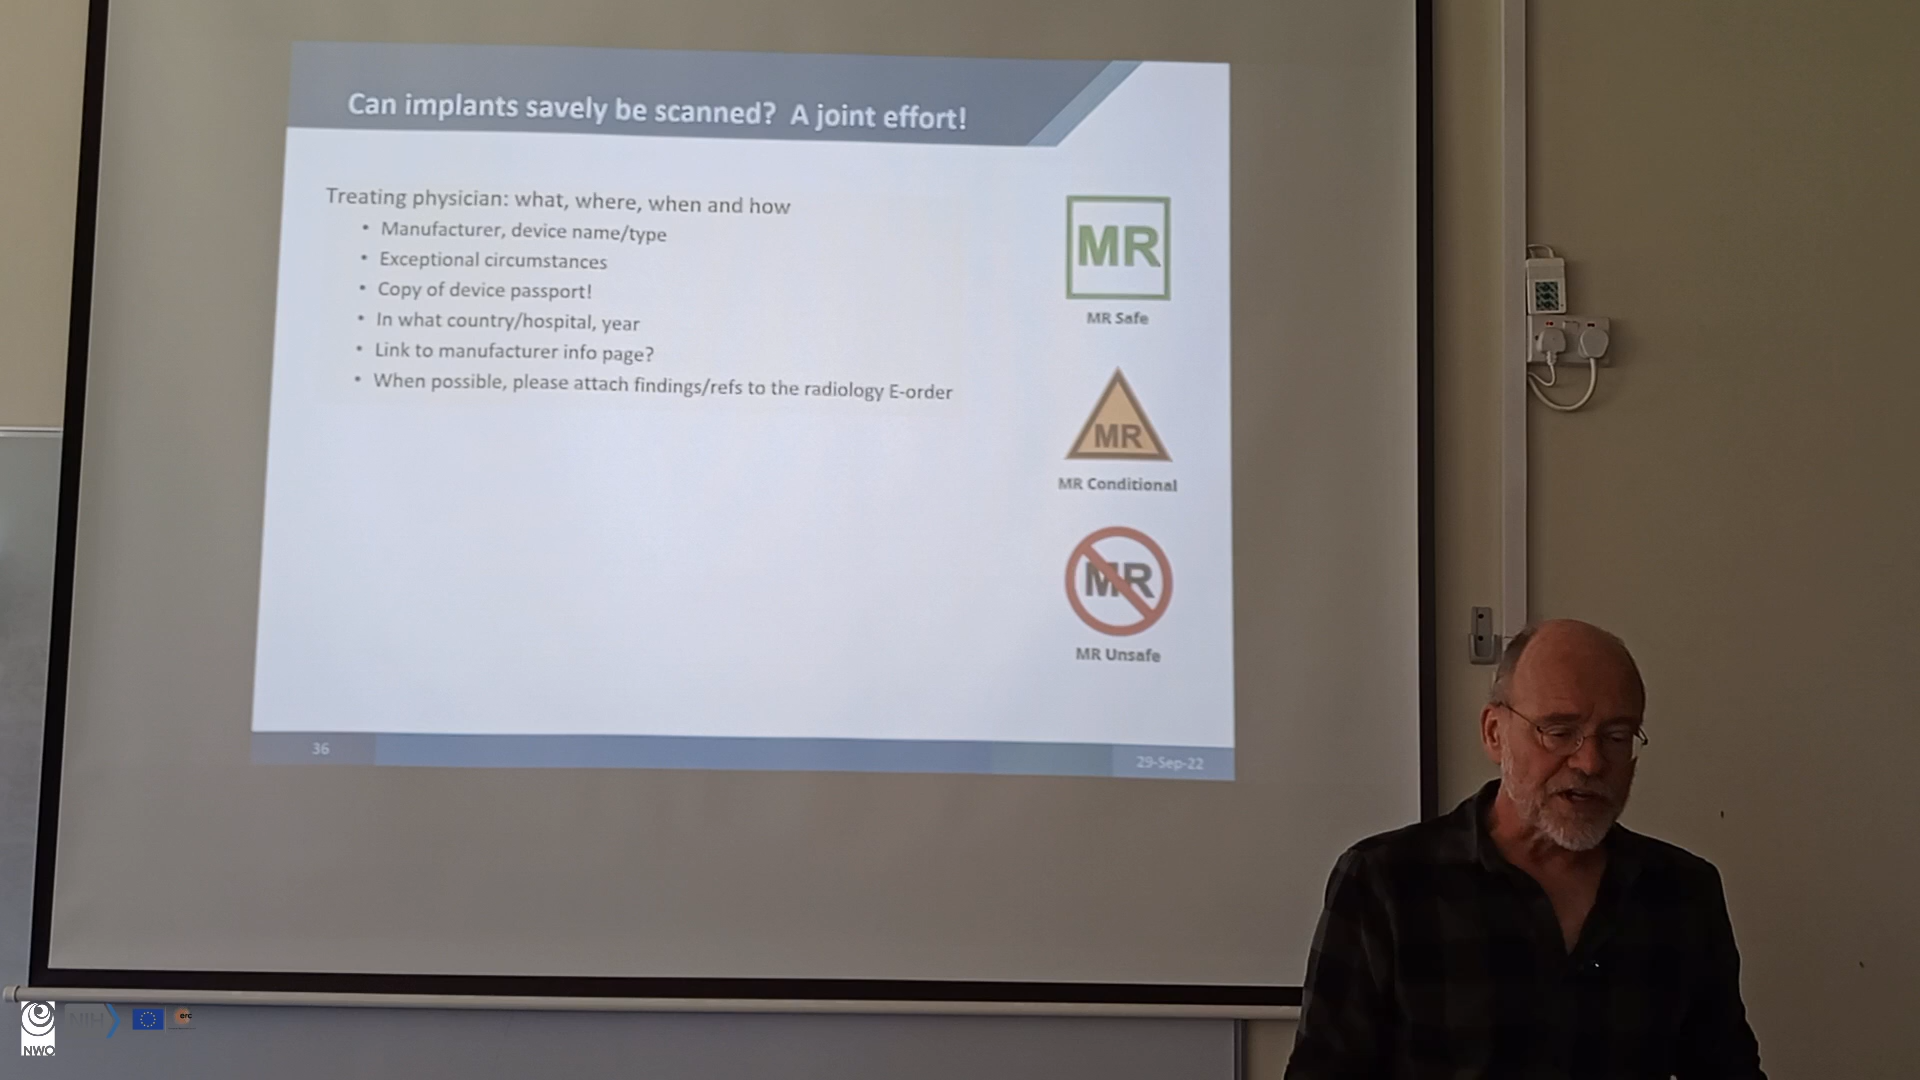 Can implants savely be scanned? A joint effort!
Treating physician: what, where, when and how
• Manufacturer, device name/type
• Exceptional circumstances
• Copy of device passport!
• In what country/hospital, year
• Link to manufacturer info page?
• When possible, please attach findings/refs to the radiology E-order
MR
MR Safe
MR
MR Conditional
MR
MR Unsafe
36
29-Sep-22
NWO
NIH
erc